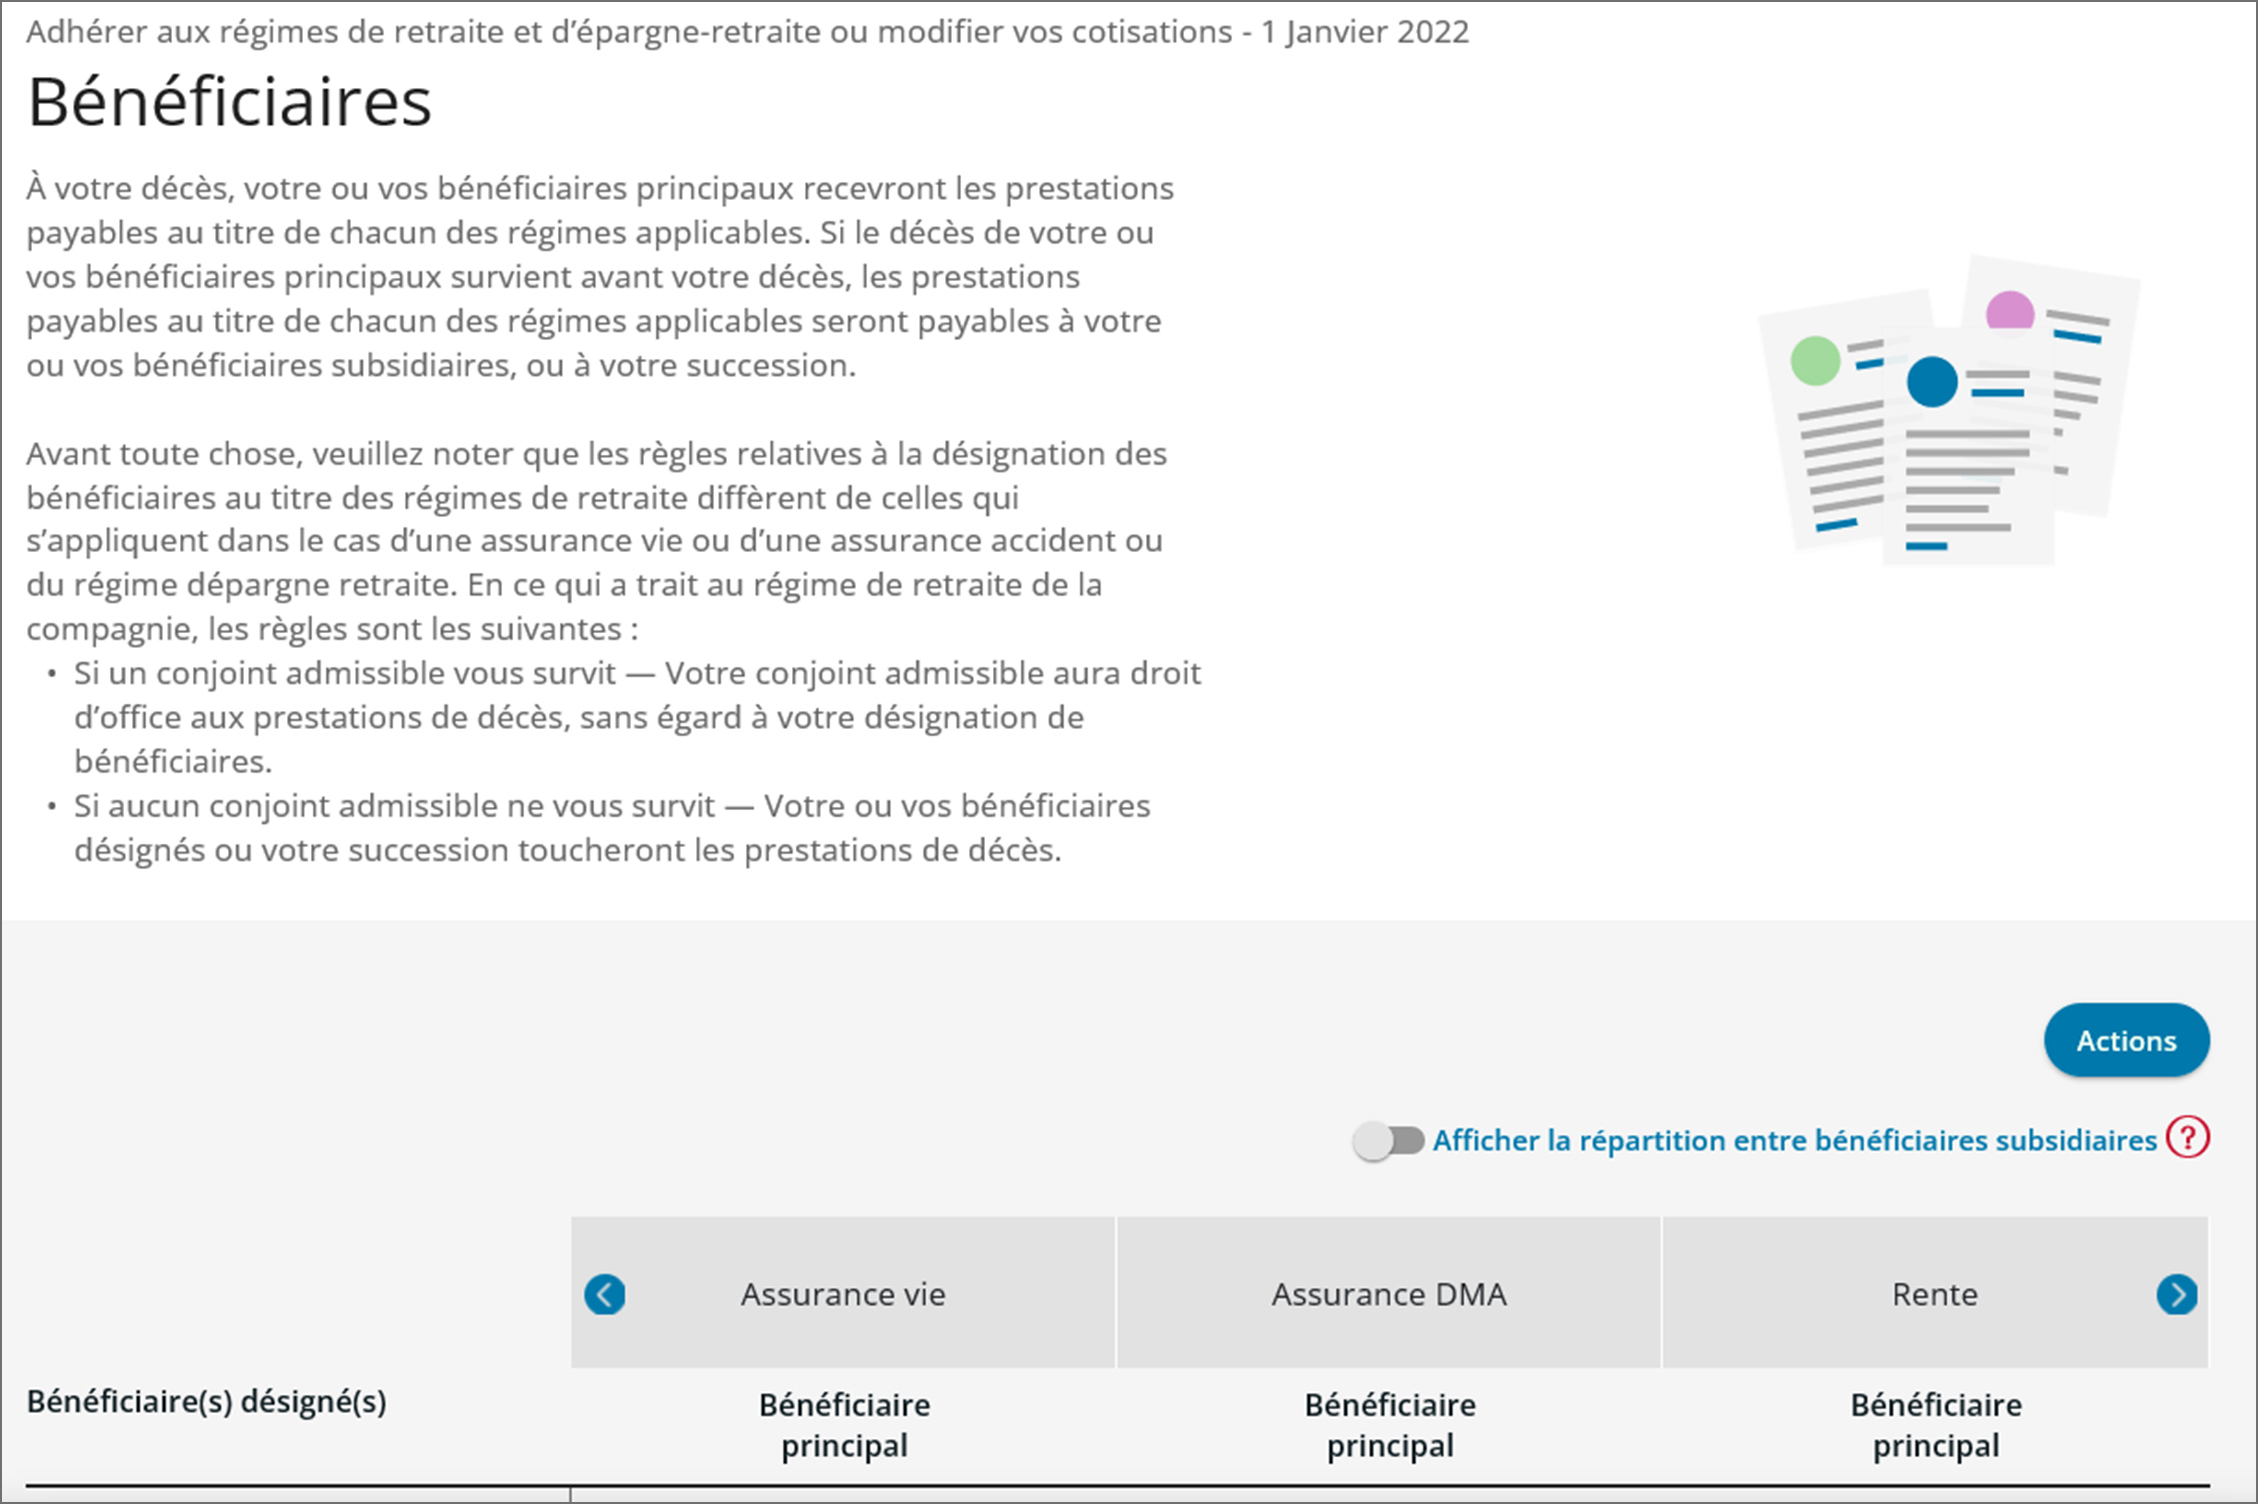 Adhérer aux régimes de retraite et d’épargne-retraite ou modifier vos cotisations - 1 Janvier 2022
Bénéficiaires
À votre décès, votre ou vos bénéficiaires principaux recevront les prestations
payables au titre de chacun des régimes applicables. Si le décès de votre ou
vos bénéficiaires principaux survient avant votre décès, les prestations
payables au titre de chacun des régimes applicables seront payables à votre
ou vos bénéficiaires subsidiaires, ou à votre succession.
Avant toute chose, veuillez noter que les règles relatives à la désignation des
bénéficiaires au titre des régimes de retraite diffèrent de celles qui
s’appliquent dans le cas d’une assurance vie ou d’une assurance accident ou
du régime dépargne retraite. En ce qui a trait au régime de retraite de la
compagnie, les règles sont les suivantes :
• Si un conjoint admissible vous survit — Votre conjoint admissible aura droit
d’office aux prestations de décès, sans égard à votre désignation de
bénéficiaires.
• Si aucun conjoint admissible ne vous survit — Votre ou vos bénéficiaires
désignés ou votre succession toucheront les prestations de décès.
Actions
Afficher la répartition entre bénéficiaires subsidiaires ?
Assurance vie Assurance DMA Rente
Bénéficiaire(s) désigné(s) Bénéficiaire Bénéficiaire Bénéficiaire
principal principal principal